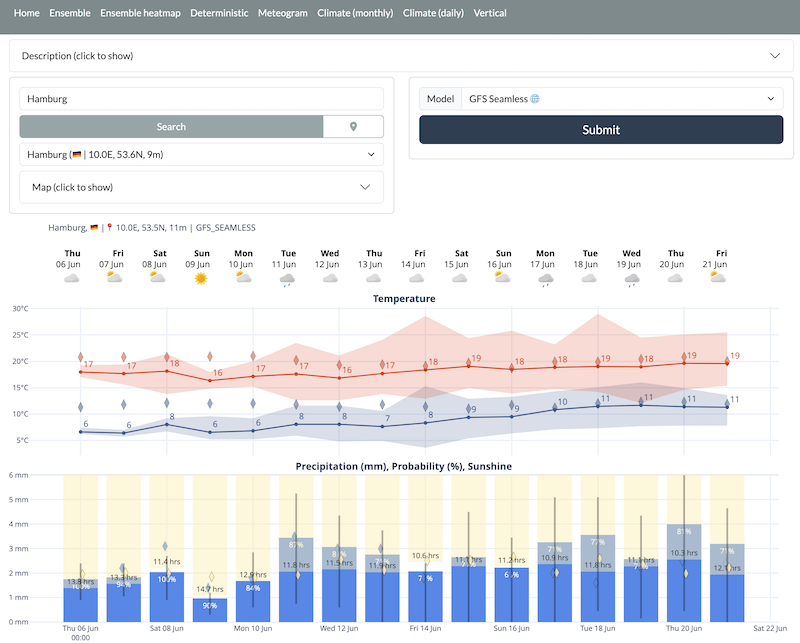 Home Ensemble Ensemble heatmap Deterministic Meteogram Climate (monthly) Climate (daily) Vertical
Description (click to show)
Hamburg
Search
Hamburg (🇩🇪 | 10.0E, 53.6N, 9m)
Map (click to show)
Model GFS Seamless 🌐
Submit
Hamburg, 🇩🇪 | 📍 10.0E, 53.5N, 11m | GFS_SEAMLESS
Thu Fri Sat Sun Mon Tue Wed Thu Fri Sat Sun Mon Tue Wed Thu Fri
06 Jun 07 Jun 08 Jun 09 Jun 10 Jun 11 Jun 12 Jun 13 Jun 14 Jun 15 Jun 16 Jun 17 Jun 18 Jun 19 Jun 20 Jun 21 Jun
Temperature
30°C
25°C
20°C
15°C
10°C
5°C
17 17 18 16 17 17 16 17 18 19 18 18 19 18 19 19
6 6 8 6 6 8 8 7 8 9 9 10 11 11 11 11
Precipitation (mm), Probability (%), Sunshine
6 mm
5 mm
4 mm
3 mm
2 mm
1 mm
0 mm
13.8 hrs 13.3 hrs 11.4 hrs 14.7 hrs 12.9 hrs 11.8 hrs 11.5 hrs 11.9 hrs 10.6 hrs 11.1 hrs 11.2 hrs 10.9 hrs 11.8 hrs 11.1 hrs 10.3 hrs 12.1 hrs
100% 90% 84% 87% 77% 81%
Thu 06 Jun Sat 08 Jun Mon 10 Jun Wed 12 Jun Fri 14 Jun Sun 16 Jun Tue 18 Jun Thu 20 Jun Sat 22 Jun
00:00